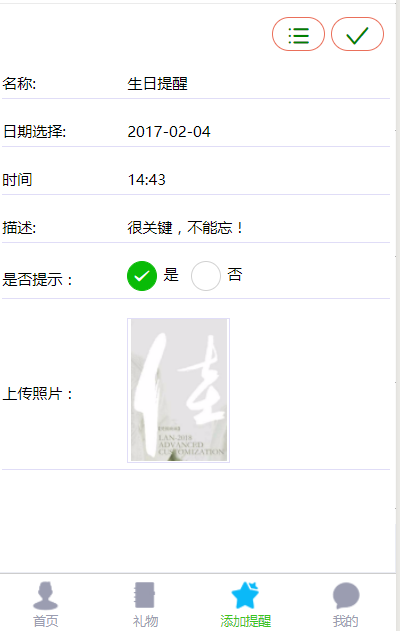 名称: 生日提醒
日期选择: 2017-02-04
时间 14:43
描述: 很关键，不能忘！
是否提示： 是 否
上传照片：
佳
LAN-2018
ADVANCED
CUSTOMIZATION
首页 礼物 添加提醒 我的